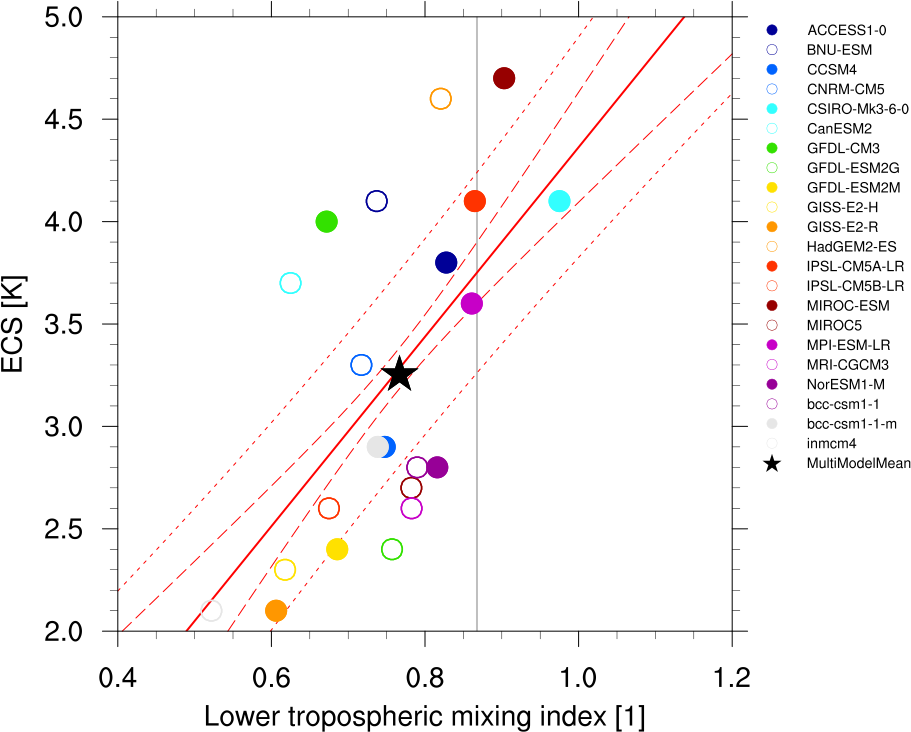 5.0
4.5
4.0
3.5
3.0
2.5
2.0
ECS [K]
0.4 0.6 0.8 1.0 1.2
Lower tropospheric mixing index [1]
ACCESS1-0
BNU-ESM
CCSM4
CNRM-CM5
CSIRO-Mk3-6-0
CanESM2
GFDL-CM3
GFDL-ESM2G
GFDL-ESM2M
GISS-E2-H
GISS-E2-R
HadGEM2-ES
IPSL-CM5A-LR
IPSL-CM5B-LR
MIROC-ESM
MIROC5
MPI-ESM-LR
MRI-CGCM3
NorESM1-M
bcc-csm1-1
bcc-csm1-1-m
inmcm4
MultiModelMean